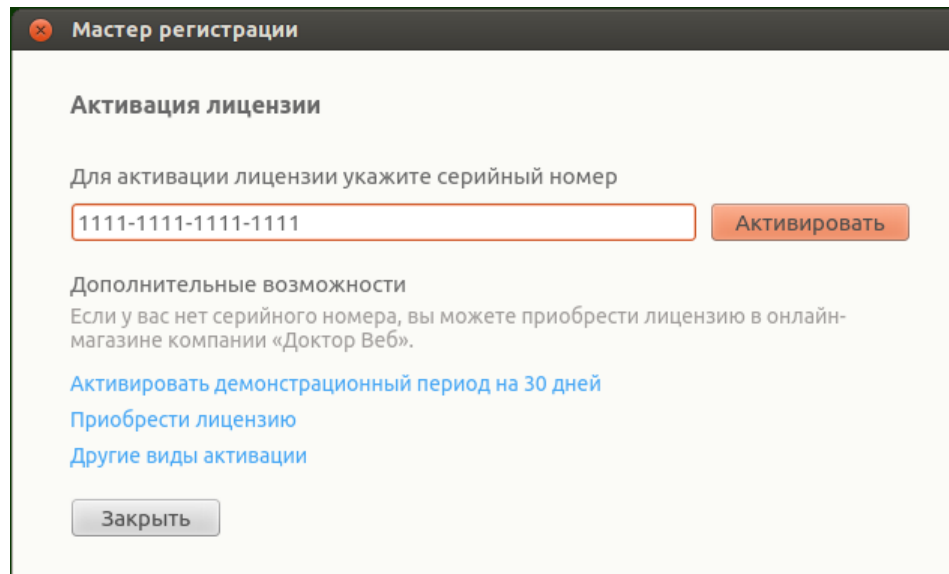 Мастер регистрации
Активация лицензии
Для активации лицензии укажите серийный номер
1111-1111-1111-1111
Активировать
Дополнительные возможности
Если у вас нет серийного номера, вы можете приобрести лицензию в онлайн-
магазине компании «Доктор Веб».
Активировать демонстрационный период на 30 дней
Приобрести лицензию
Другие виды активации
Закрыть